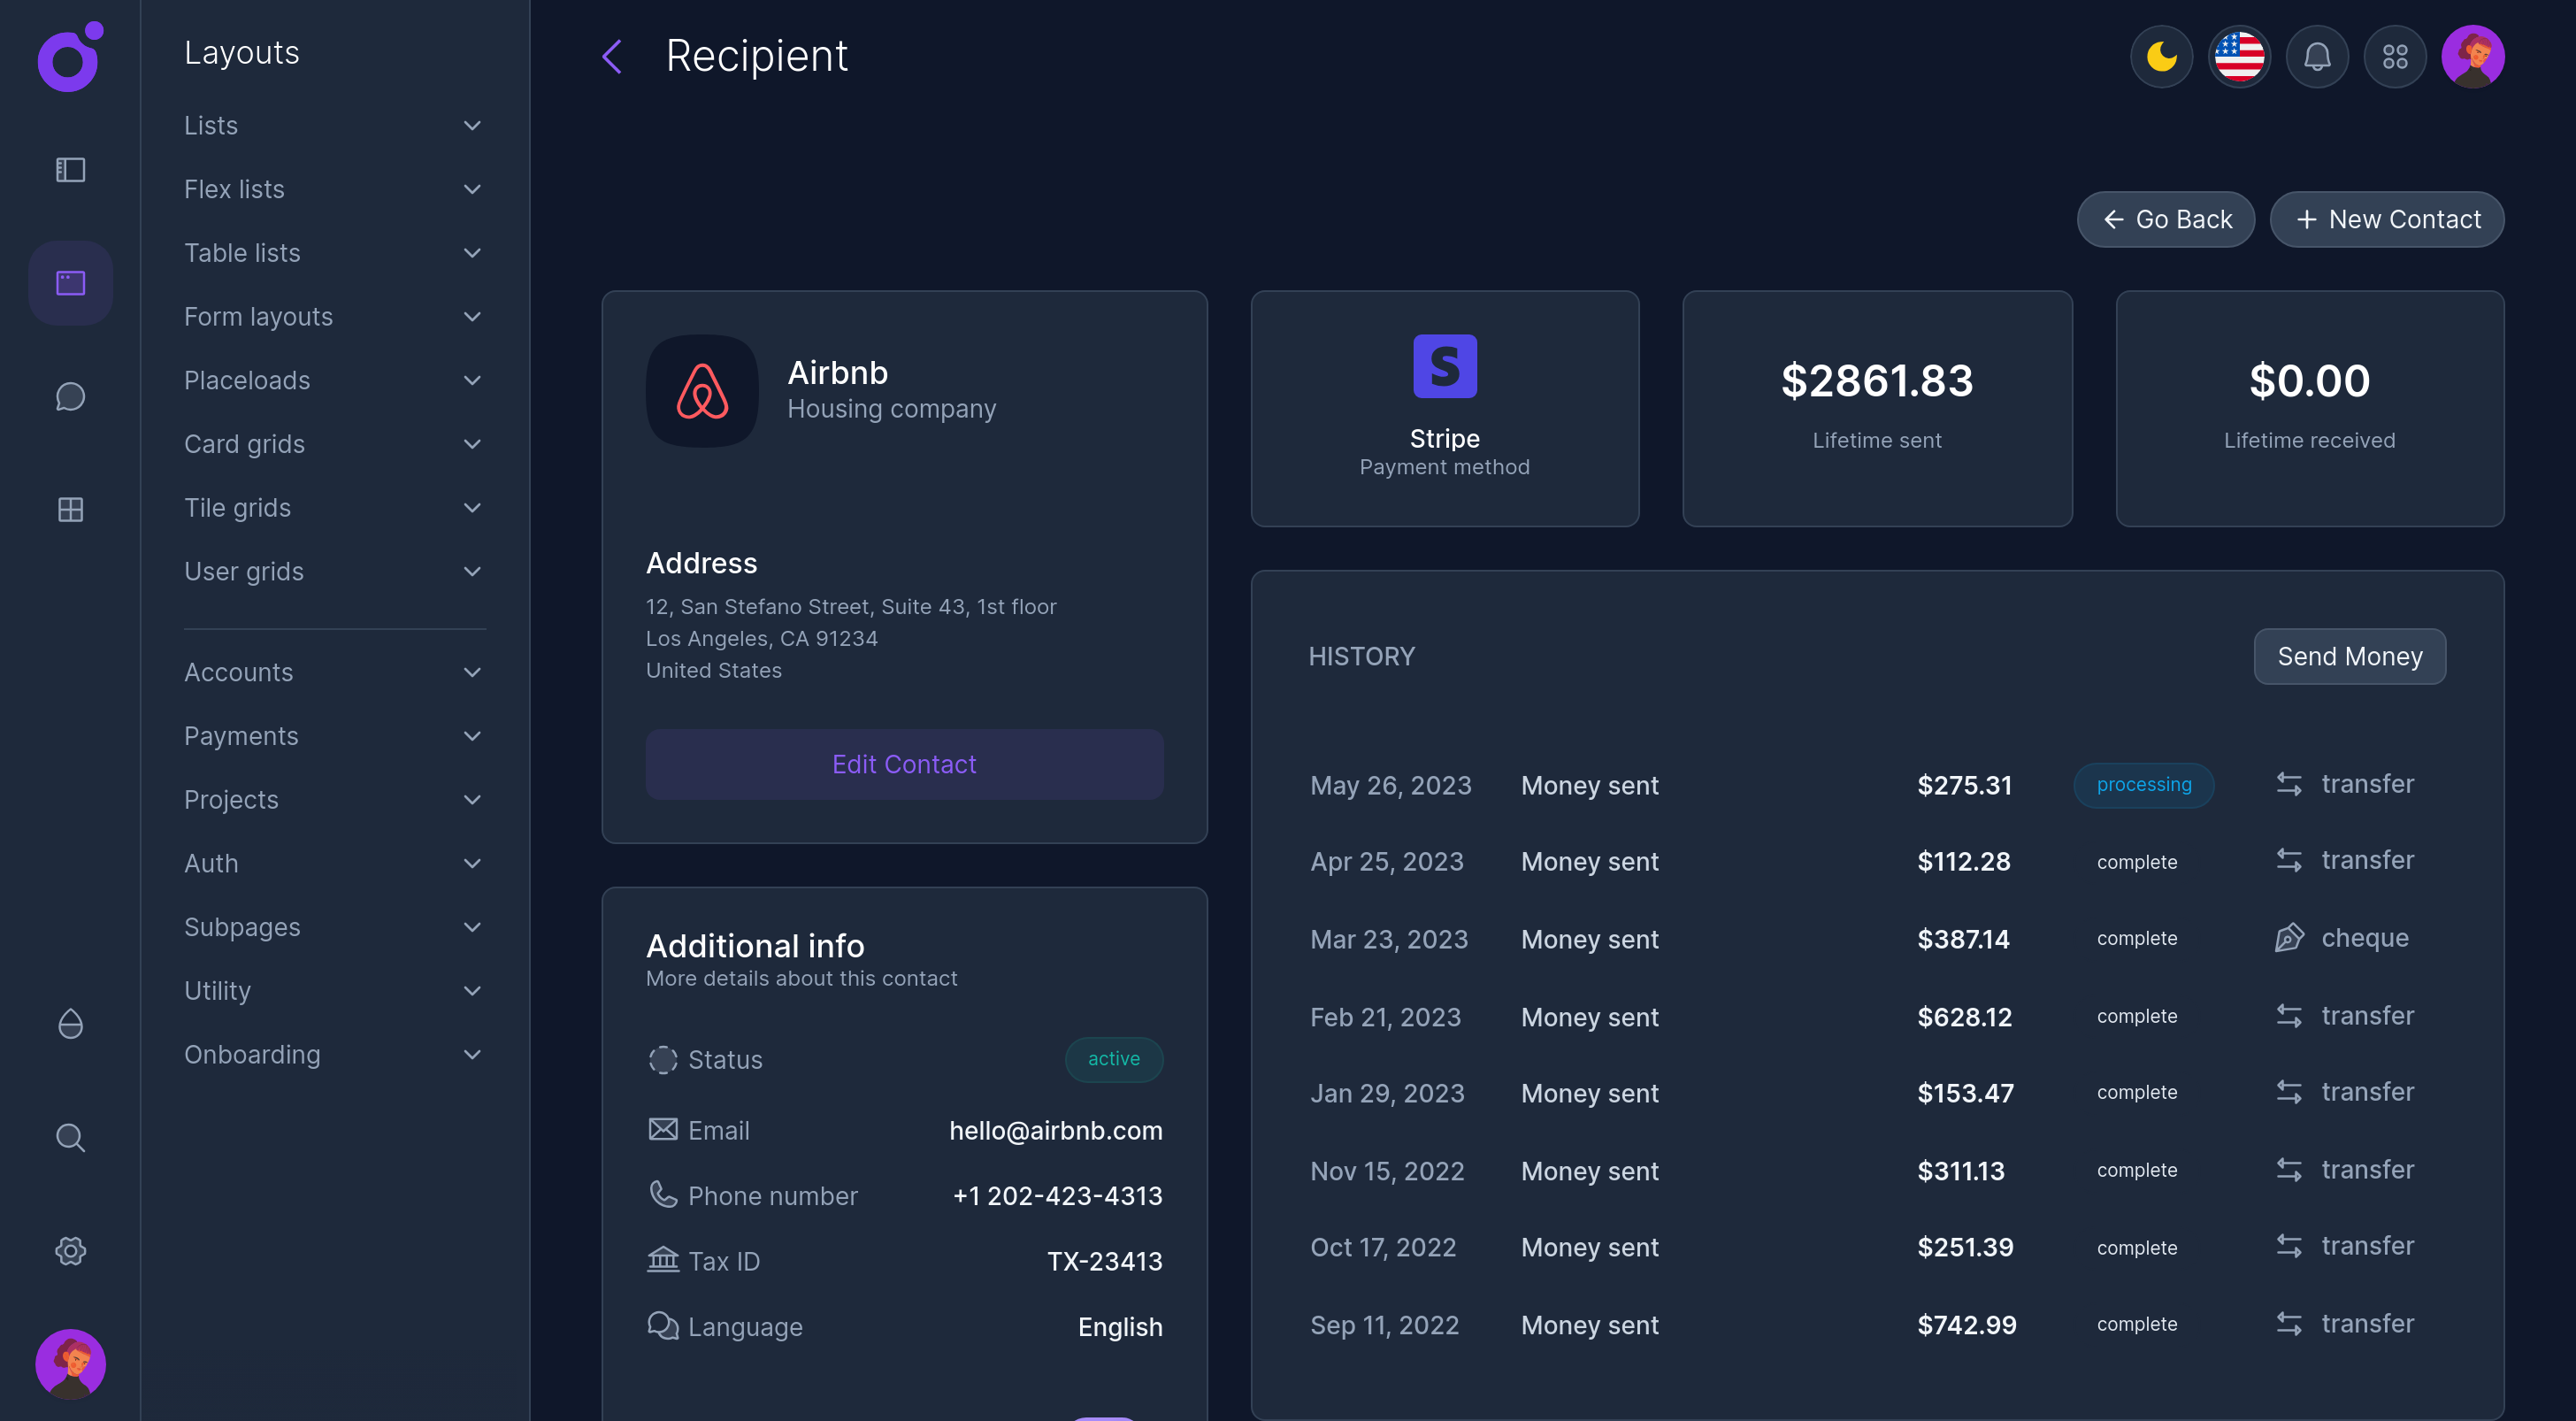 Layouts
Lists
Flex lists
Table lists
Form layouts
Placeloads
Card grids
Tile grids
User grids
Accounts
Payments
Projects
Auth
Subpages
Utility
Onboarding
Recipient
Go Back
New Contact
Airbnb
Housing company
Address
12, San Stefano Street, Suite 43, 1st floor
Los Angeles, CA 91234
United States
Edit Contact
Additional info
More details about this contact
Status active
Email hello@airbnb.com
Phone number +1 202-423-4313
Tax ID TX-23413
Language English
S
Stripe
Payment method
$2861.83
Lifetime sent
$0.00
Lifetime received
HISTORY
Send Money
May 26, 2023 Money sent $275.31 processing transfer
Apr 25, 2023 Money sent $112.28 complete transfer
Mar 23, 2023 Money sent $387.14 complete cheque
Feb 21, 2023 Money sent $628.12 complete transfer
Jan 29, 2023 Money sent $153.47 complete transfer
Nov 15, 2022 Money sent $311.13 complete transfer
Oct 17, 2022 Money sent $251.39 complete transfer
Sep 11, 2022 Money sent $742.99 complete transfer